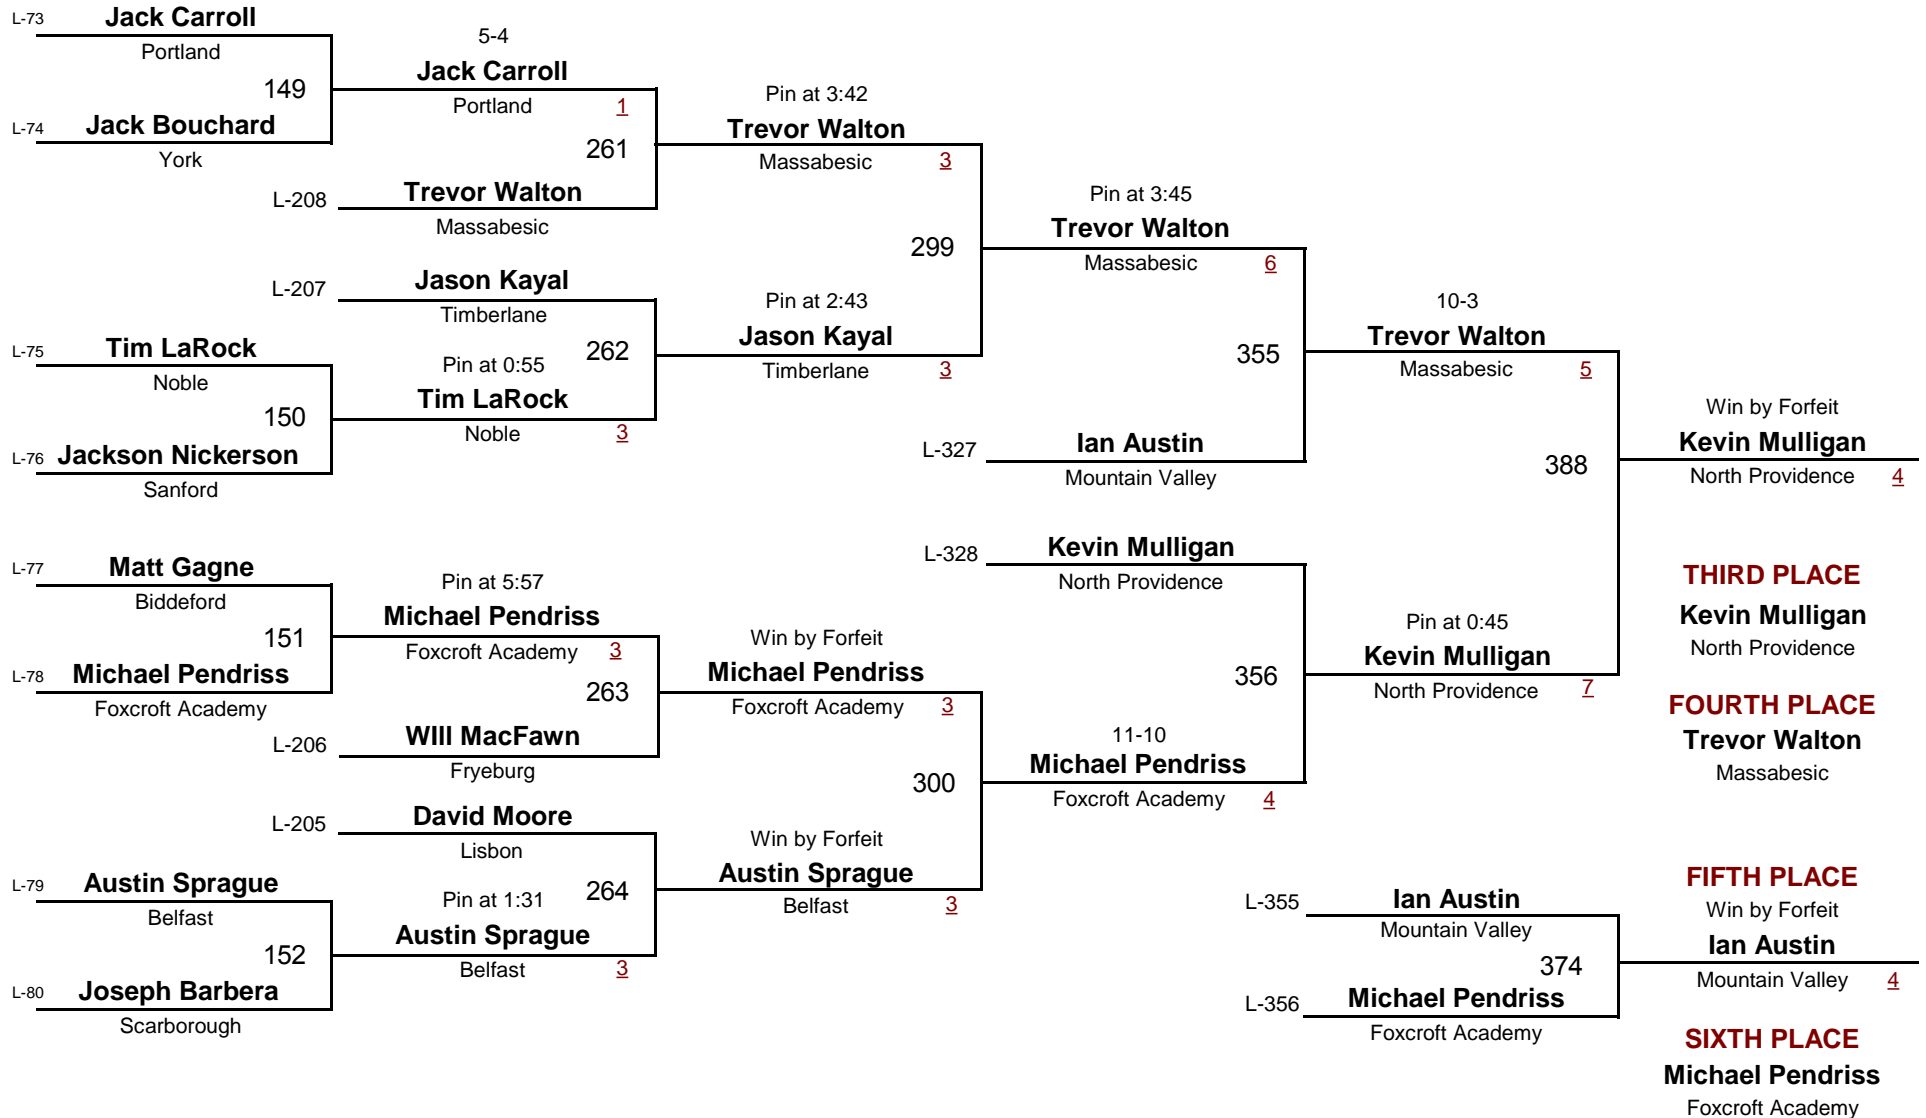 L-73 Jack Carroll
Portland
149
L-74 Jack Bouchard
York
5-4
Jack Carroll
Portland 1
261
L-208 Trevor Walton
Massabesic
L-207 Jason Kayal
Timberlane
262
L-75 Tim LaRock
Noble
150
L-76 Jackson Nickerson
Sanford
Pin at 0:55
Tim LaRock
Noble 3
Pin at 3:42
Trevor Walton
Massabesic 3
299
Pin at 2:43
Jason Kayal
Timberlane 3
Pin at 3:45
Trevor Walton
Massabesic 6
355
L-327 Ian Austin
Mountain Valley
10-3
Trevor Walton
Massabesic 5
388
Win by Forfeit
Kevin Mulligan
North Providence 4
L-77 Matt Gagne
Biddeford
151
L-78 Michael Pendriss
Foxcroft Academy
Pin at 5:57
Michael Pendriss
Foxcroft Academy 3
263
L-206 WIll MacFawn
Fryeburg
L-205 David Moore
Lisbon
264
L-79 Austin Sprague
Belfast
152
L-80 Joseph Barbera
Scarborough
Pin at 1:31
Austin Sprague
Belfast 3
Win by Forfeit
Michael Pendriss
Foxcroft Academy 3
300
Win by Forfeit
Austin Sprague
Belfast 3
L-328 Kevin Mulligan
North Providence
356
11-10
Michael Pendriss
Foxcroft Academy 4
Pin at 0:45
Kevin Mulligan
North Providence 7
THIRD PLACE
Kevin Mulligan
North Providence
FOURTH PLACE
Trevor Walton
Massabesic
L-355 Ian Austin
Mountain Valley
374
L-356 Michael Pendriss
Foxcroft Academy
FIFTH PLACE
Win by Forfeit
Ian Austin
Mountain Valley 4
SIXTH PLACE
Michael Pendriss
Foxcroft Academy